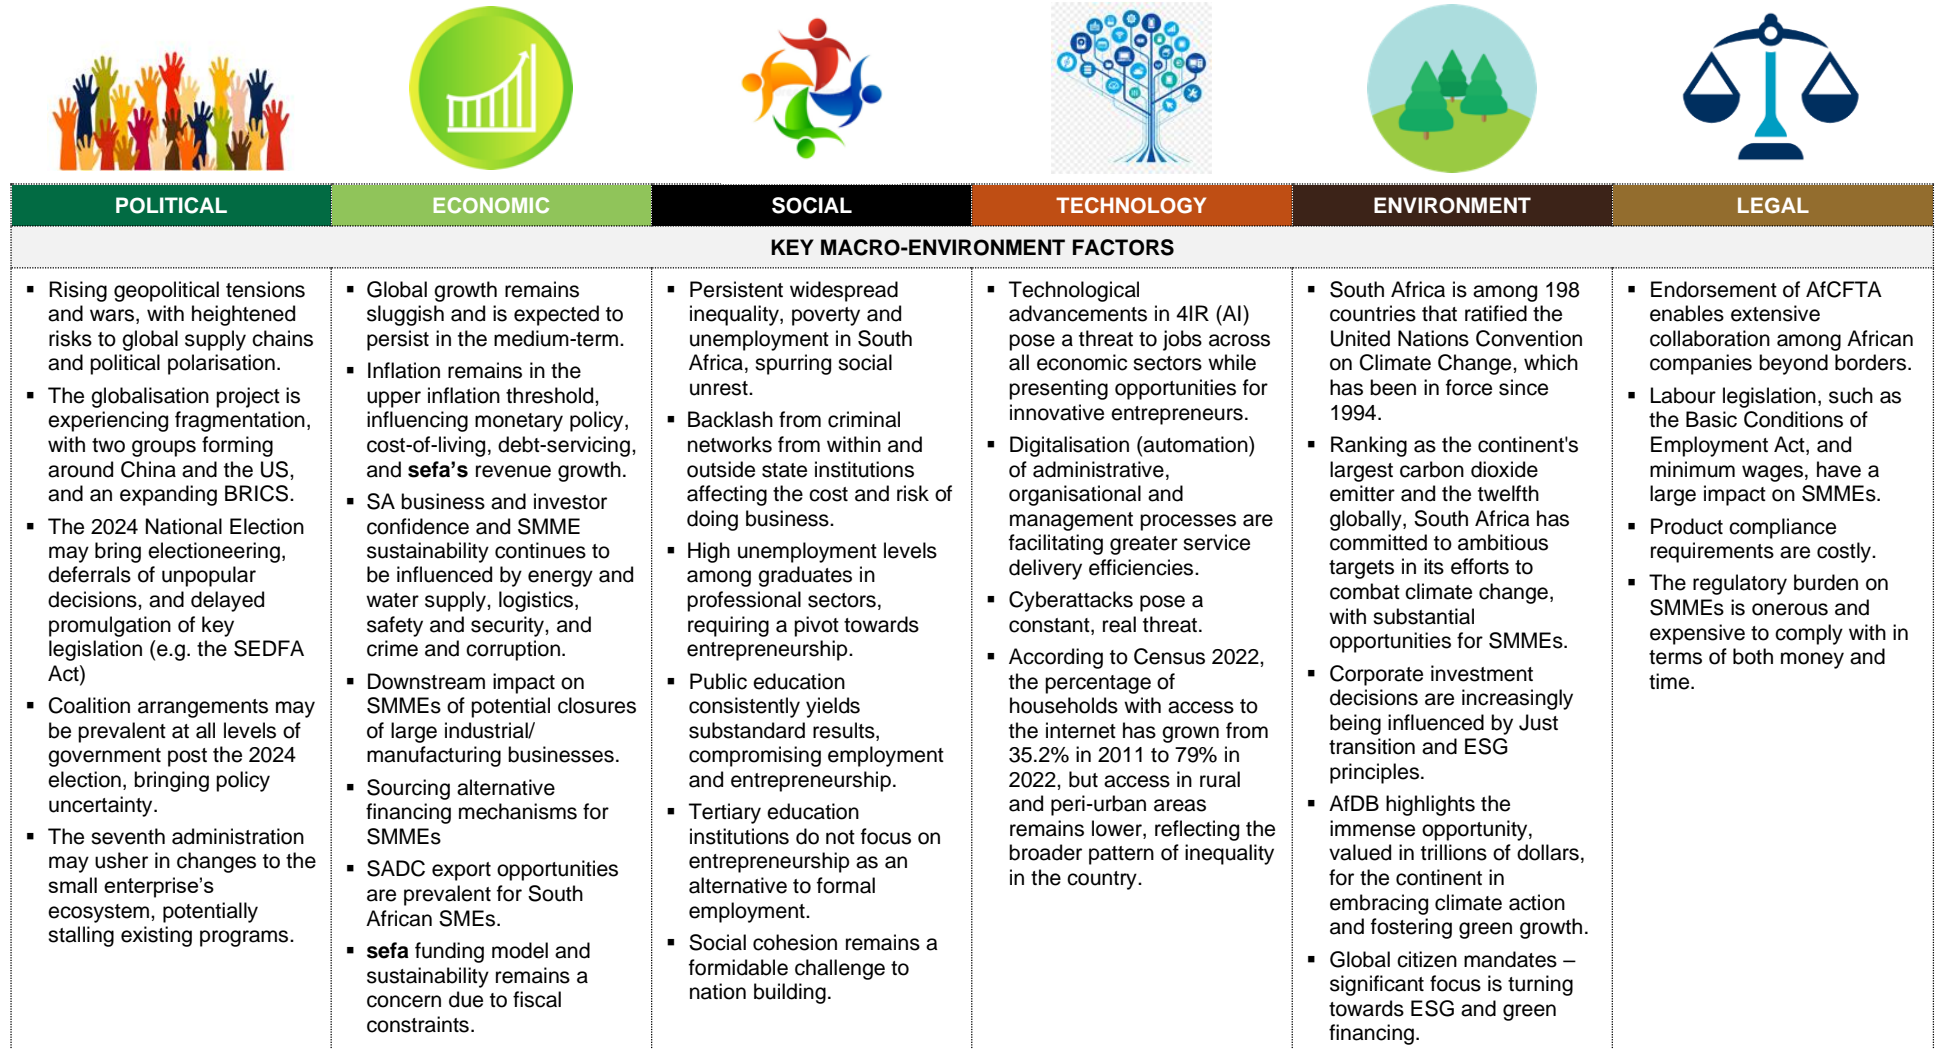 POLITICAL
ECONOMIC
SOCIAL
TECHNOLOGY
ENVIRONMENT
LEGAL
KEY MACRO-ENVIRONMENT FACTORS
▪ Rising geopolitical tensions
and wars, with heightened
risks to global supply chains
and political polarisation.
▪ The globalisation project is
experiencing fragmentation,
with two groups forming
around China and the US,
and an expanding BRICS.
▪ The 2024 National Election
may bring electioneering,
deferrals of unpopular
decisions, and delayed
promulgation of key
legislation (e.g. the SEDFA
Act)
▪ Coalition arrangements may
be prevalent at all levels of
government post the 2024
election, bringing policy
uncertainty.
▪ The seventh administration
may usher in changes to the
small enterprise’s
ecosystem, potentially
stalling existing programs.
▪ Global growth remains
sluggish and is expected to
persist in the medium-term.
▪ Inflation remains in the
upper inflation threshold,
influencing monetary policy,
cost-of-living, debt-servicing,
and sefa’s revenue growth.
▪ SA business and investor
confidence and SMME
sustainability continues to
be influenced by energy and
water supply, logistics,
safety and security, and
crime and corruption.
▪ Downstream impact on
SMMEs of potential closures
of large industrial/
manufacturing businesses.
▪ Sourcing alternative
financing mechanisms for
SMMEs
▪ SADC export opportunities
are prevalent for South
African SMEs.
▪ sefa funding model and
sustainability remains a
concern due to fiscal
constraints.
▪ Persistent widespread
inequality, poverty and
unemployment in South
Africa, spurring social
unrest.
▪ Backlash from criminal
networks from within and
outside state institutions
affecting the cost and risk of
doing business.
▪ High unemployment levels
among graduates in
professional sectors,
requiring a pivot towards
entrepreneurship.
▪ Public education
consistently yields
substandard results,
compromising employment
and entrepreneurship.
▪ Tertiary education
institutions do not focus on
entrepreneurship as an
alternative to formal
employment.
▪ Social cohesion remains a
formidable challenge to
nation building.
▪ Technological
advancements in 4IR (AI)
pose a threat to jobs across
all economic sectors while
presenting opportunities for
innovative entrepreneurs.
▪ Digitalisation (automation)
of administrative,
organisational and
management processes are
facilitating greater service
delivery efficiencies.
▪ Cyberattacks pose a
constant, real threat.
▪ According to Census 2022,
the percentage of
households with access to
the internet has grown from
35.2% in 2011 to 79% in
2022, but access in rural
and peri-urban areas
remains lower, reflecting the
broader pattern of inequality
in the country.
▪ South Africa is among 198
countries that ratified the
United Nations Convention
on Climate Change, which
has been in force since
1994.
▪ Ranking as the continent's
largest carbon dioxide
emitter and the twelfth
globally, South Africa has
committed to ambitious
targets in its efforts to
combat climate change,
with substantial
opportunities for SMMEs.
▪ Corporate investment
decisions are increasingly
being influenced by Just
transition and ESG
principles.
▪ AfDB highlights the
immense opportunity,
valued in trillions of dollars,
for the continent in
embracing climate action
and fostering green growth.
▪ Global citizen mandates –
significant focus is turning
towards ESG and green
financing.
▪ Endorsement of AfCFTA
enables extensive
collaboration among African
companies beyond borders.
▪ Labour legislation, such as
the Basic Conditions of
Employment Act, and
minimum wages, have a
large impact on SMMEs.
▪ Product compliance
requirements are costly.
▪ The regulatory burden on
SMMEs is onerous and
expensive to comply with in
terms of both money and
time.